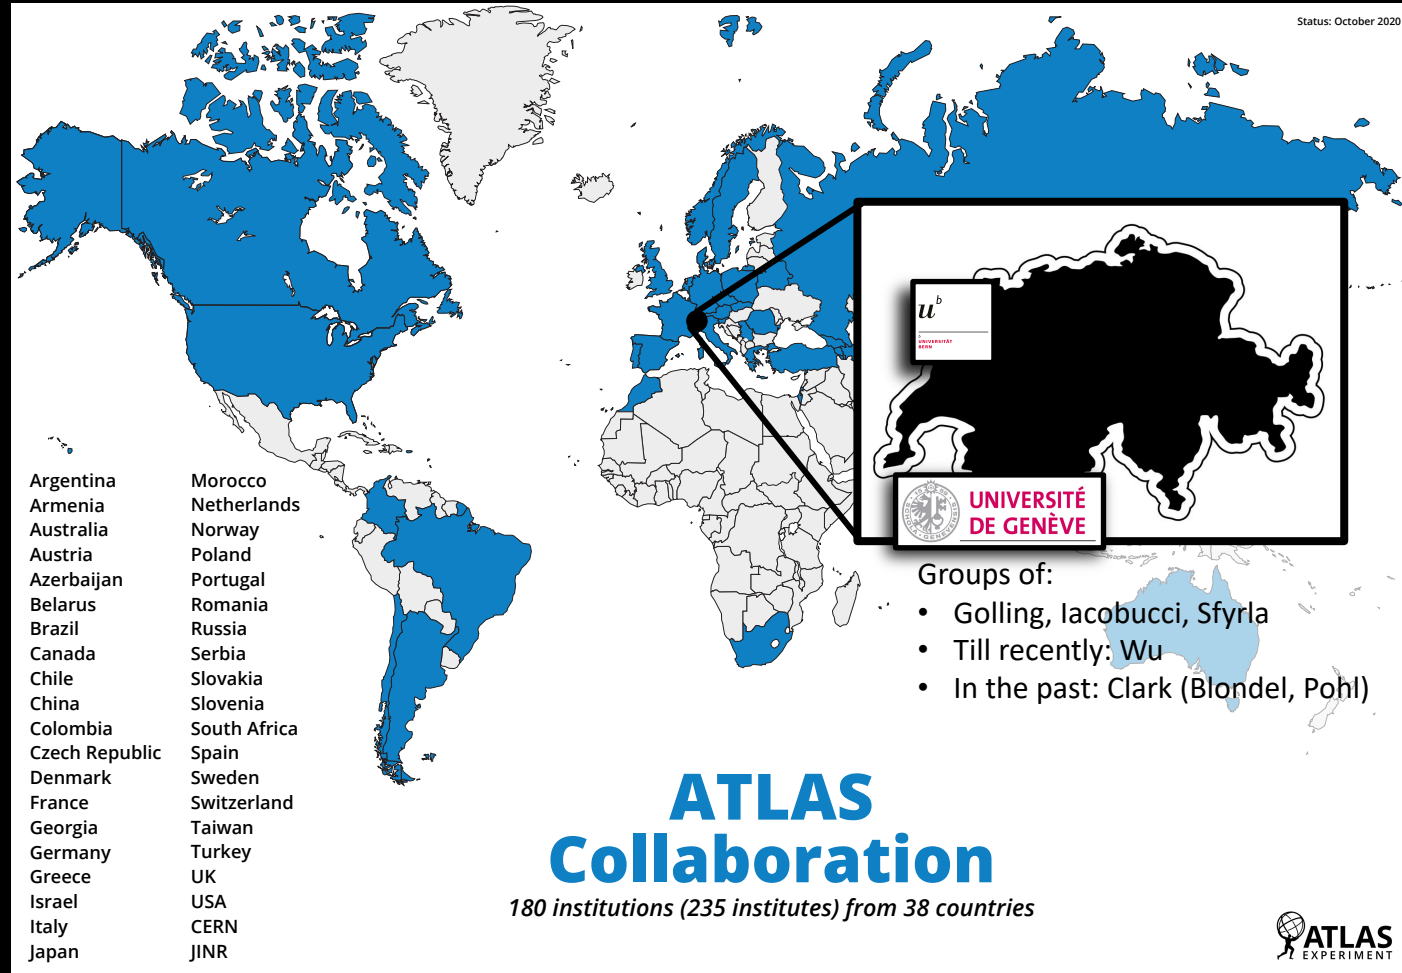 Status: October 2020
u^b
b
UNIVERSITÄT
BERN
UNIVERSITÉ
DE GENÈVE
Groups of:
• Golling, Iacobucci, Sfyrla
• Till recently: Wu
• In the past: Clark (Blondel, Pohl)
Argentina
Armenia
Australia
Austria
Azerbaijan
Belarus
Brazil
Canada
Chile
China
Colombia
Czech Republic
Denmark
France
Georgia
Germany
Greece
Israel
Italy
Japan
Morocco
Netherlands
Norway
Poland
Portugal
Romania
Russia
Serbia
Slovakia
Slovenia
South Africa
Spain
Sweden
Switzerland
Taiwan
Turkey
UK
USA
CERN
JINR
ATLAS
Collaboration
180 institutions (235 institutes) from 38 countries
ATLAS
EXPERIMENT